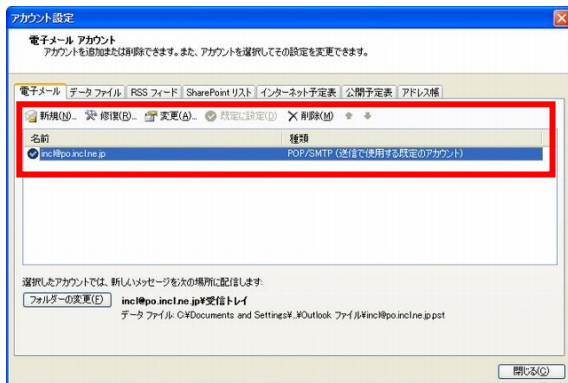 アカウント設定
電子メール アカウント
アカウントを追加または削除できます。また、アカウントを選択してその設定を変更できます。
電子メール データ ファイル RSS フィード SharePoint リスト インターネット予定表 公開予定表 アドレス帳
新規(N)... 修復(R)... 変更(A)... 既定に設定(D) 削除(M)
名前 種類
incl@po.incl.ne.jp POP/SMTP (送信で使用する既定のアカウント)
選択したアカウントでは、新しいメッセージを次の場所に配信します:
フォルダーの変更(F) incl@po.incl.ne.jp¥受信トレイ
データ ファイル: C:¥Documents and Settings¥..¥Outlook ファイル¥incl@po.incl.ne.jp.pst
閉じる(C)